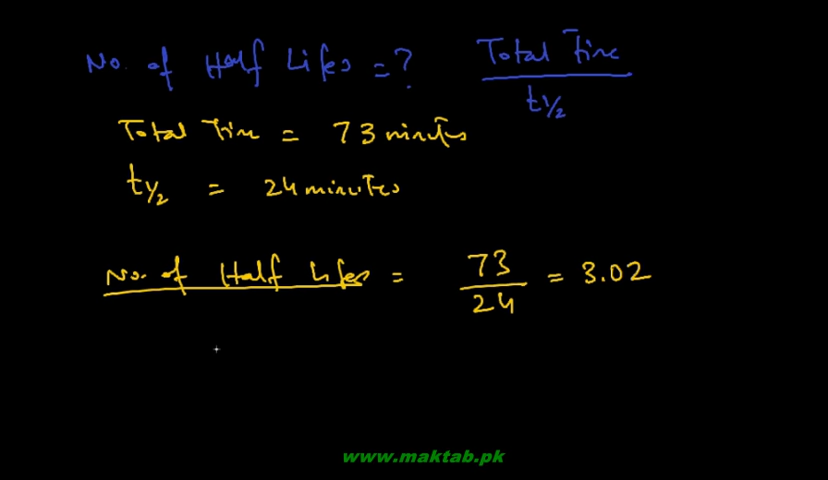 No. of Half Lifes = ? Total Time / t½
Total Time = 73 minutes
t½ = 24 minutes
No. of Half Lifes = 73 / 24 = 3.02
www.maktab.pk